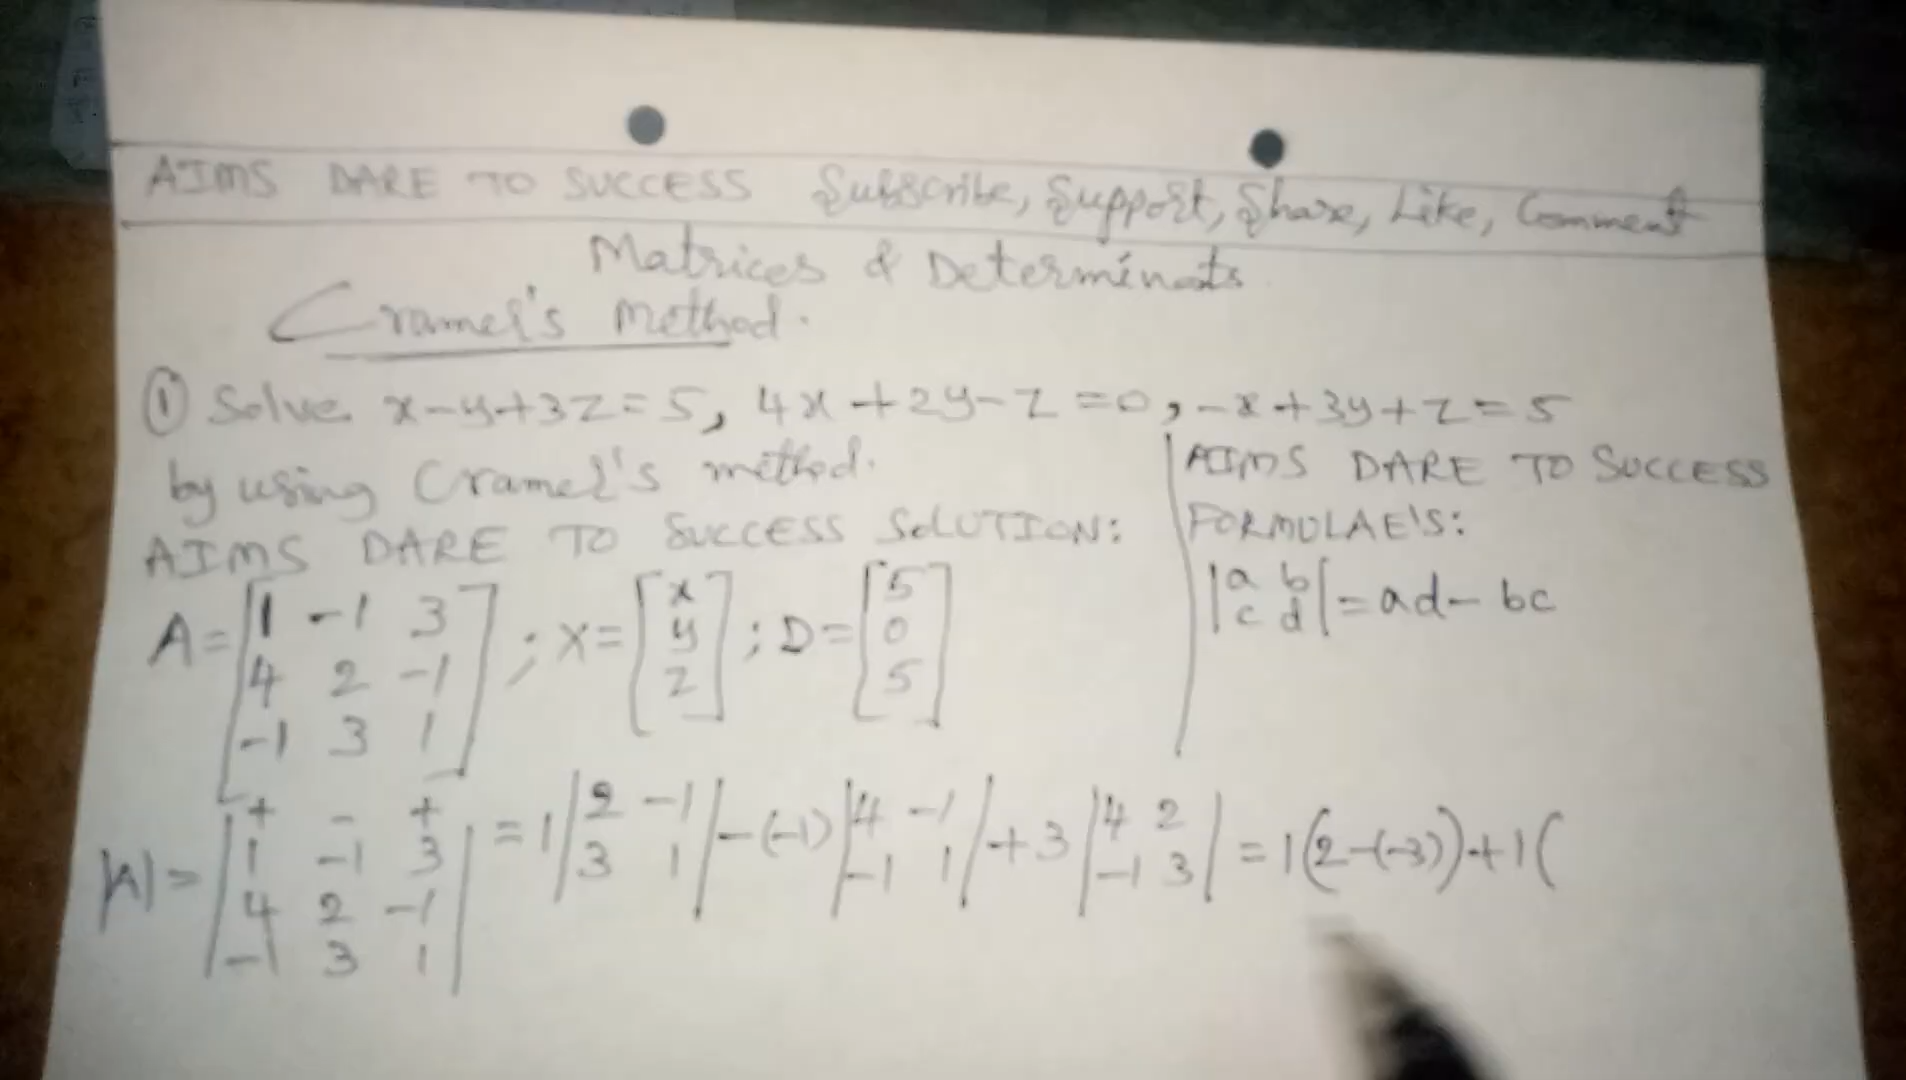 AIMS DARE TO SUCCESS Subscribe, Support, Share, Like, Comment
Matrices & Determinats
Cramer's Method.
① Solve x-y+3z=5, 4x+2y-z=0, -x+3y+z=5
by using Cramer's method.
AIMS DARE TO SUCCESS SOLUTION:
A=[1 -1 3; X=[x; D=[5
4 2 -1 y 0
-1 3 1] z] 5]
AIMS DARE TO SUCCESS
FORMULAE'S:
|a b
c d|=ad-bc
+ - +
|A|=|1 -1 3 =1|2 -1 -(-1)|4 -1 +3|4 2 =1(2-(-3))+1(
4 2 -1 3 1| -1 1| -1 3|
-1 3 1|